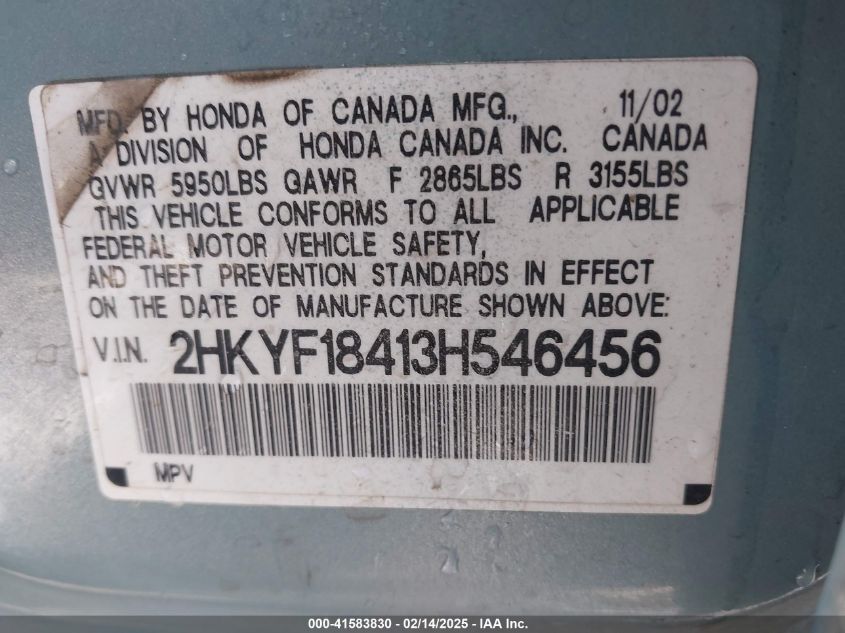 MFD. BY HONDA OF CANADA MFG., 11/02
A DIVISION OF HONDA CANADA INC. CANADA
GVWR 5950LBS GAWR F 2865LBS R 3155LBS
THIS VEHICLE CONFORMS TO ALL APPLICABLE
FEDERAL MOTOR VEHICLE SAFETY,
AND THEFT PREVENTION STANDARDS IN EFFECT
ON THE DATE OF MANUFACTURE SHOWN ABOVE:
V.I.N. 2HKYF18413H546456
MPV
000-41583830 - 02/14/2025 - IAA Inc.